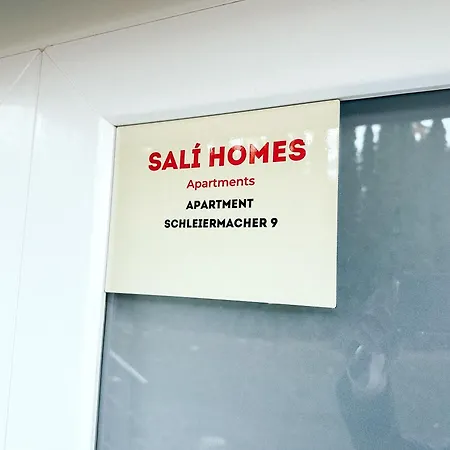 SALÍ HOMES
Apartments
APARTMENT
SCHLEIERMACHER 9